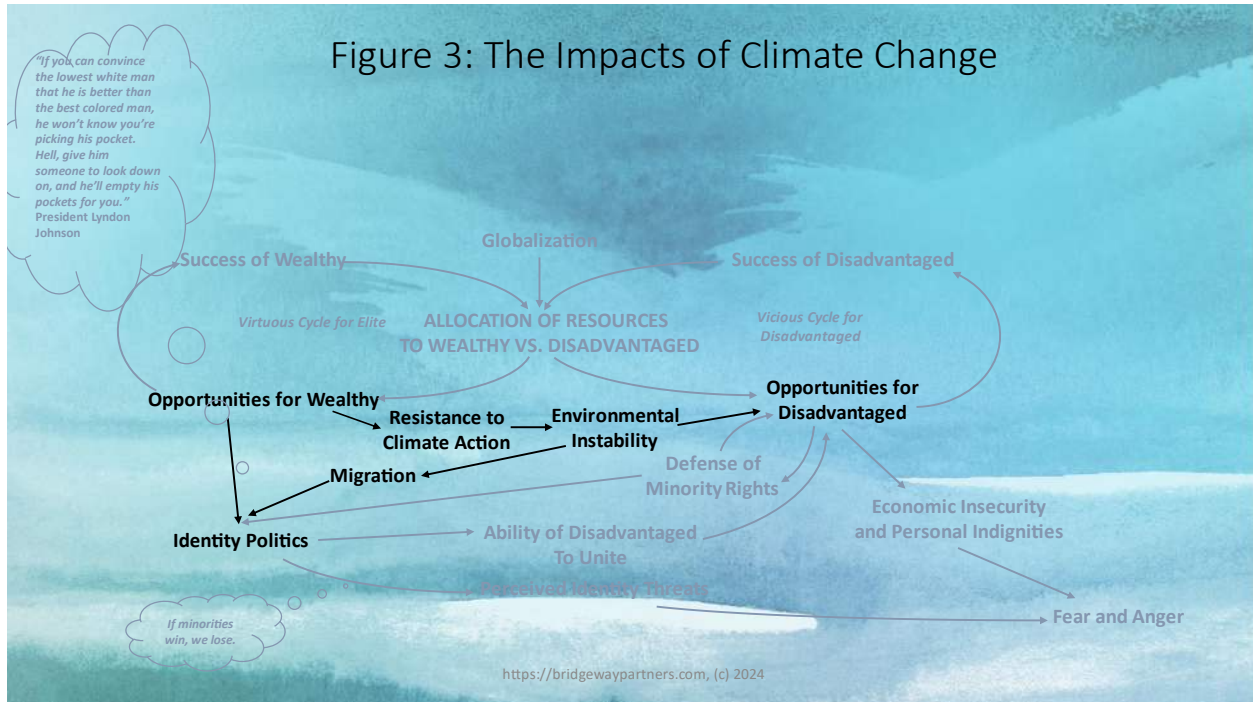 Figure 3: The Impacts of Climate Change
“If you can convince
the lowest white man
that he is better than
the best colored man,
he won’t know you’re
picking his pocket.
Hell, give him
someone to look down
on, and he’ll empty his
pockets for you.”
President Lyndon
Johnson
Globalization
Success of Wealthy
Success of Disadvantaged
Virtuous Cycle for Elite
ALLOCATION OF RESOURCES
TO WEALTHY VS. DISADVANTAGED
Vicious Cycle for
Disadvantaged
Opportunities for Wealthy
Opportunities for
Disadvantaged
Resistance to
Climate Action
Environmental
Instability
Migration
Defense of
Minority Rights
Economic Insecurity
and Personal Indignities
Identity Politics
Ability of Disadvantaged
To Unite
Perceived Identity Threats
Fear and Anger
If minorities
win, we lose.
https://bridgewaypartners.com, (c) 2024